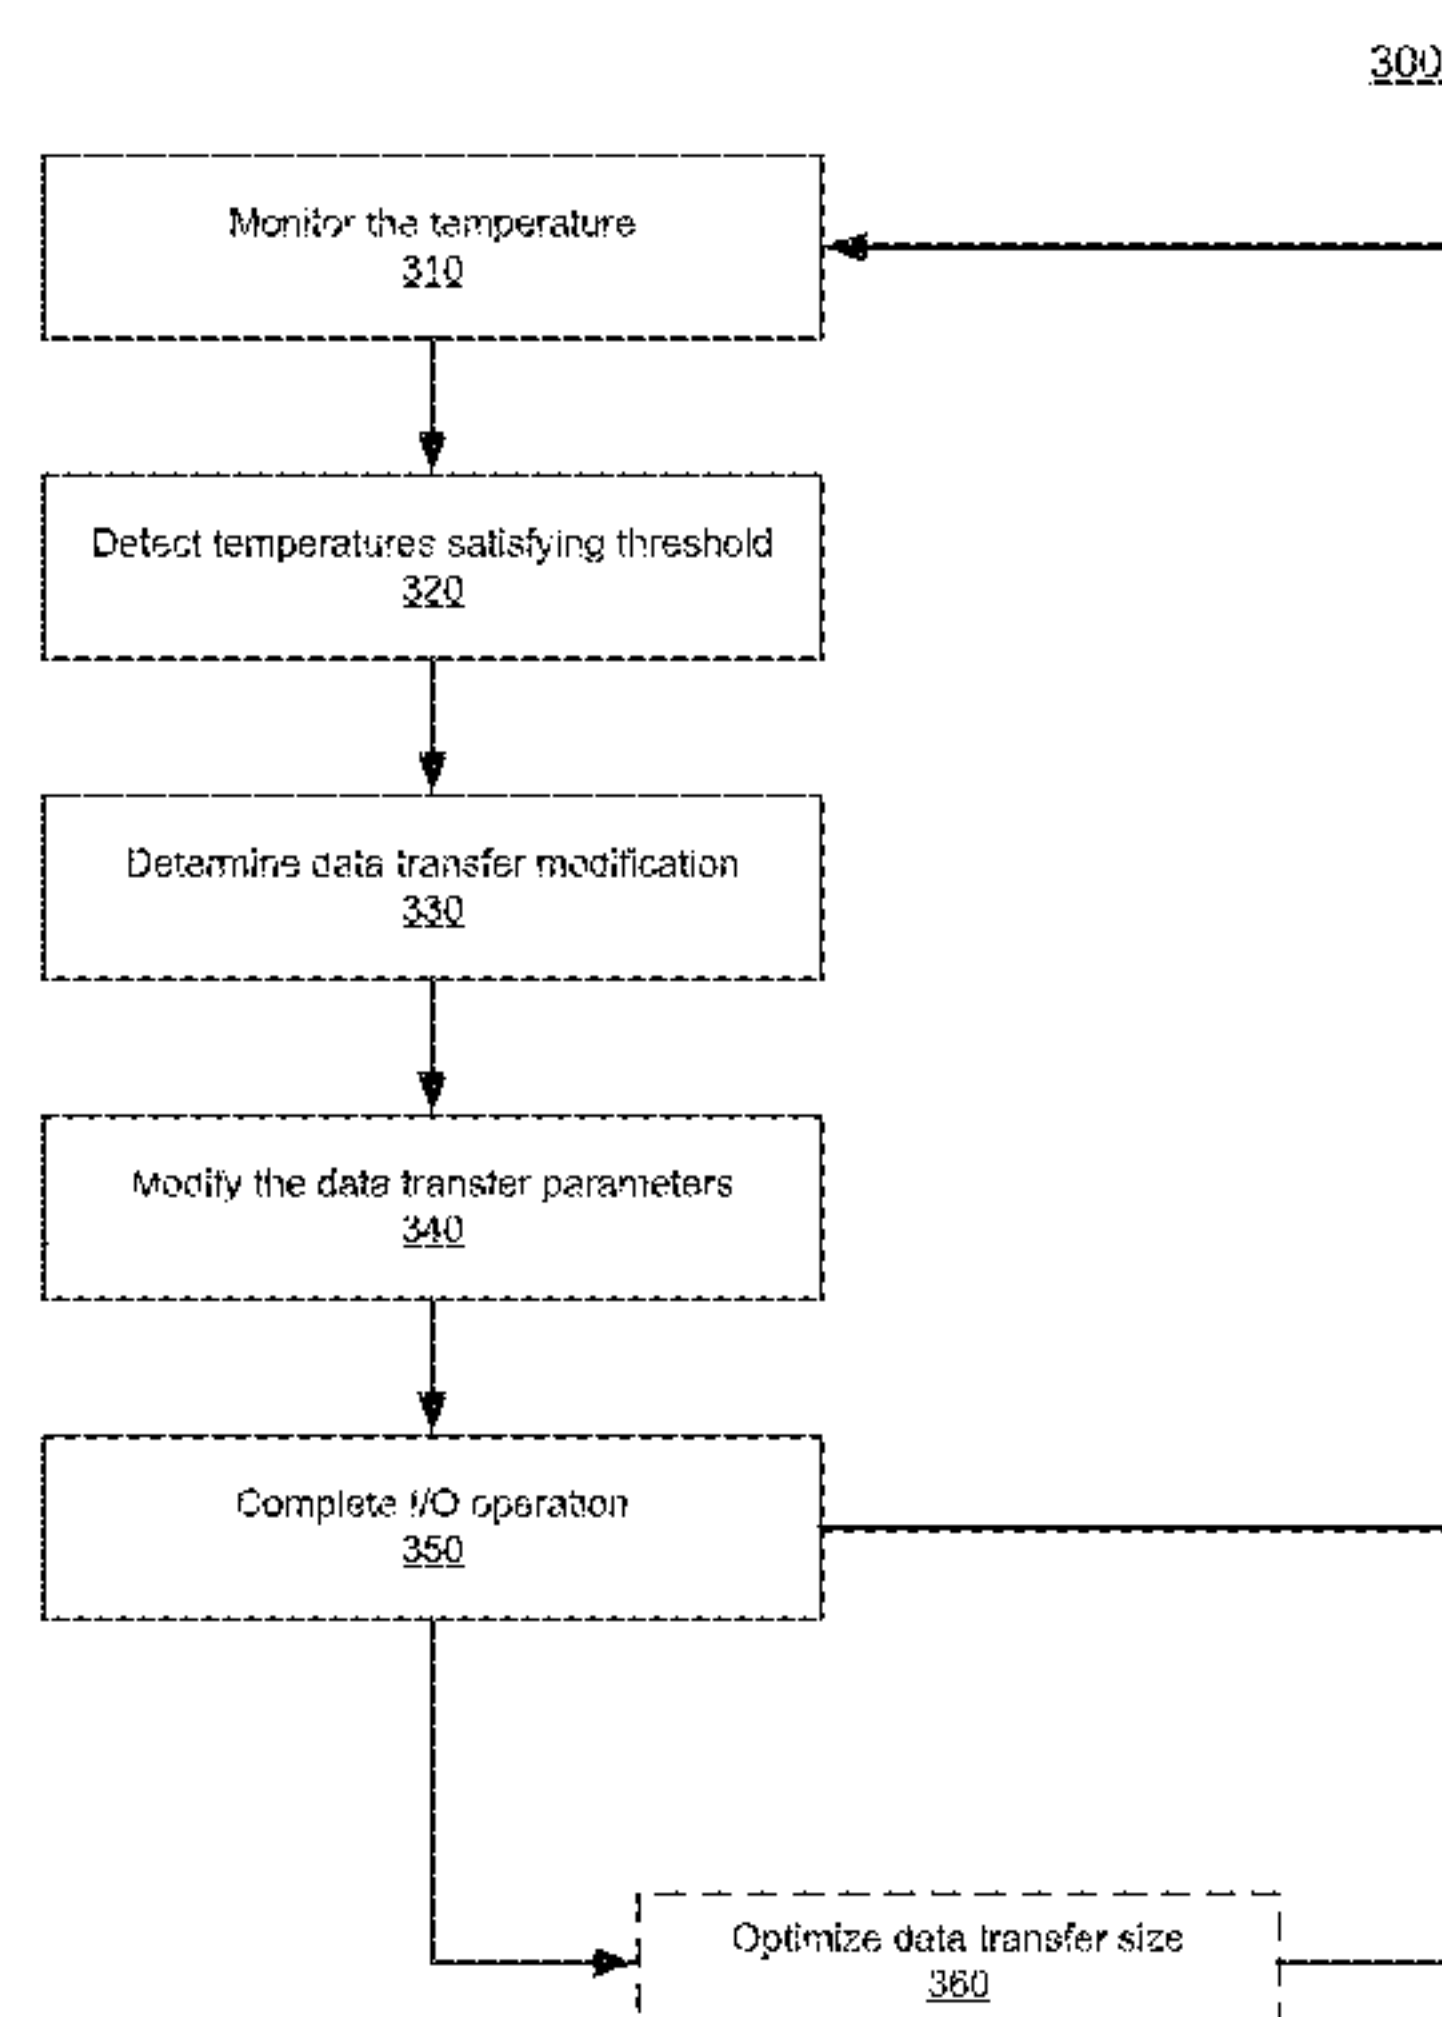 300
Monitor the temperature
310
Detect temperatures satisfying threshold
320
Determine data transfer modification
330
Modify the data transfer parameters
340
Complete I/O operation
350
Optimize data transfer size
360